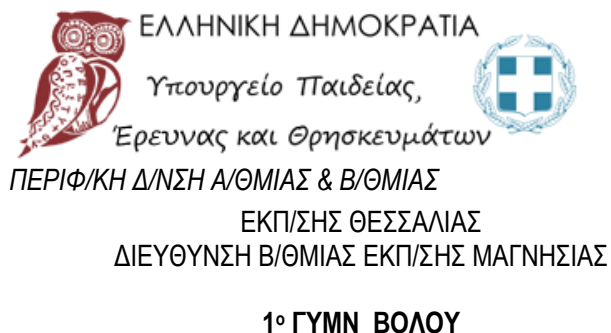 ΕΛΛΗΝΙΚΗ ΔΗΜΟΚΡΑΤΙΑ
Υπουργείο Παιδείας,
Έρευνας και Θρησκευμάτων
ΠΕΡΙΦ/ΚΗ Δ/ΝΣΗ Α/ΘΜΙΑΣ & Β/ΘΜΙΑΣ
ΕΚΠ/ΣΗΣ ΘΕΣΣΑΛΙΑΣ
ΔΙΕΥΘΥΝΣΗ Β/ΘΜΙΑΣ ΕΚΠ/ΣΗΣ ΜΑΓΝΗΣΙΑΣ
1ο ΓΥΜΝ ΒΟΛΟΥ